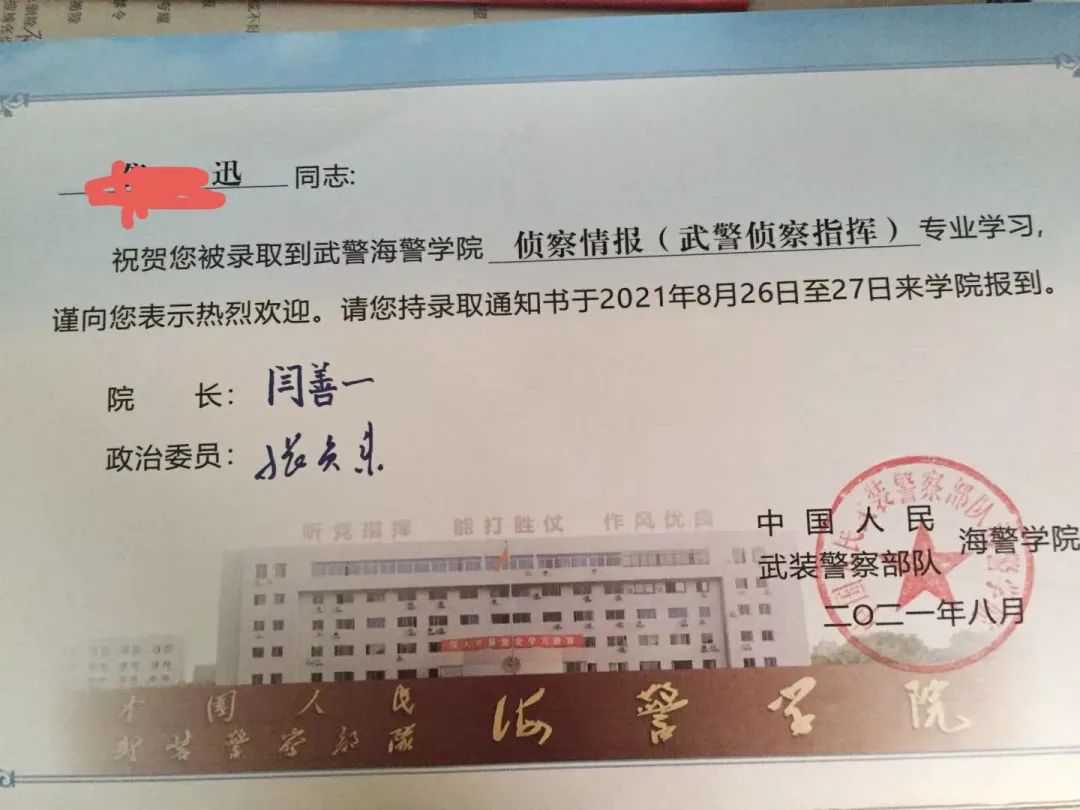 迅 同志:
祝贺您被录取到武警海警学院 侦察情报（武警侦察指挥） 专业学习,
谨向您表示热烈欢迎。请您持录取通知书于2021年8月26日至27日来学院报到。
院 长: 闫善一
政治委员:
听党指挥 能打胜仗 作风优良
中国人民
武装警察部队 海警学院
二〇二一年八月
中国人民
武装警察部队 海警学院